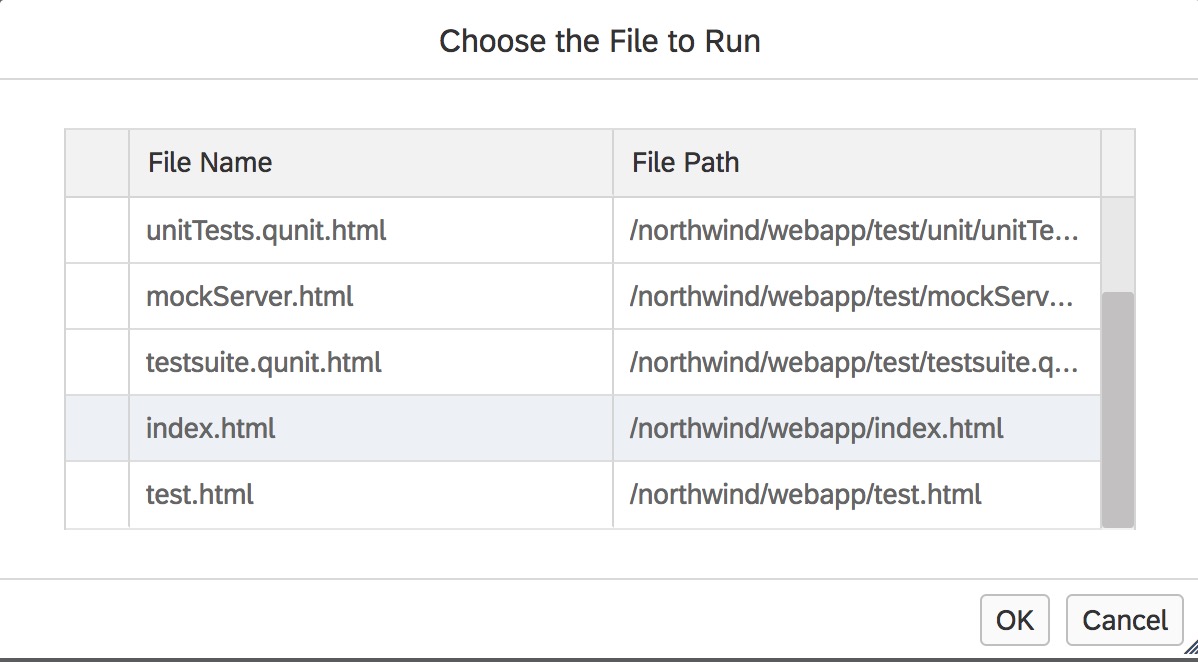 Choose the File to Run
File Name File Path
unitTests.qunit.html /northwind/webapp/test/unit/unitTe...
mockServer.html /northwind/webapp/test/mockServ...
testsuite.qunit.html /northwind/webapp/test/testsuite.q...
index.html /northwind/webapp/index.html
test.html /northwind/webapp/test.html
OK Cancel